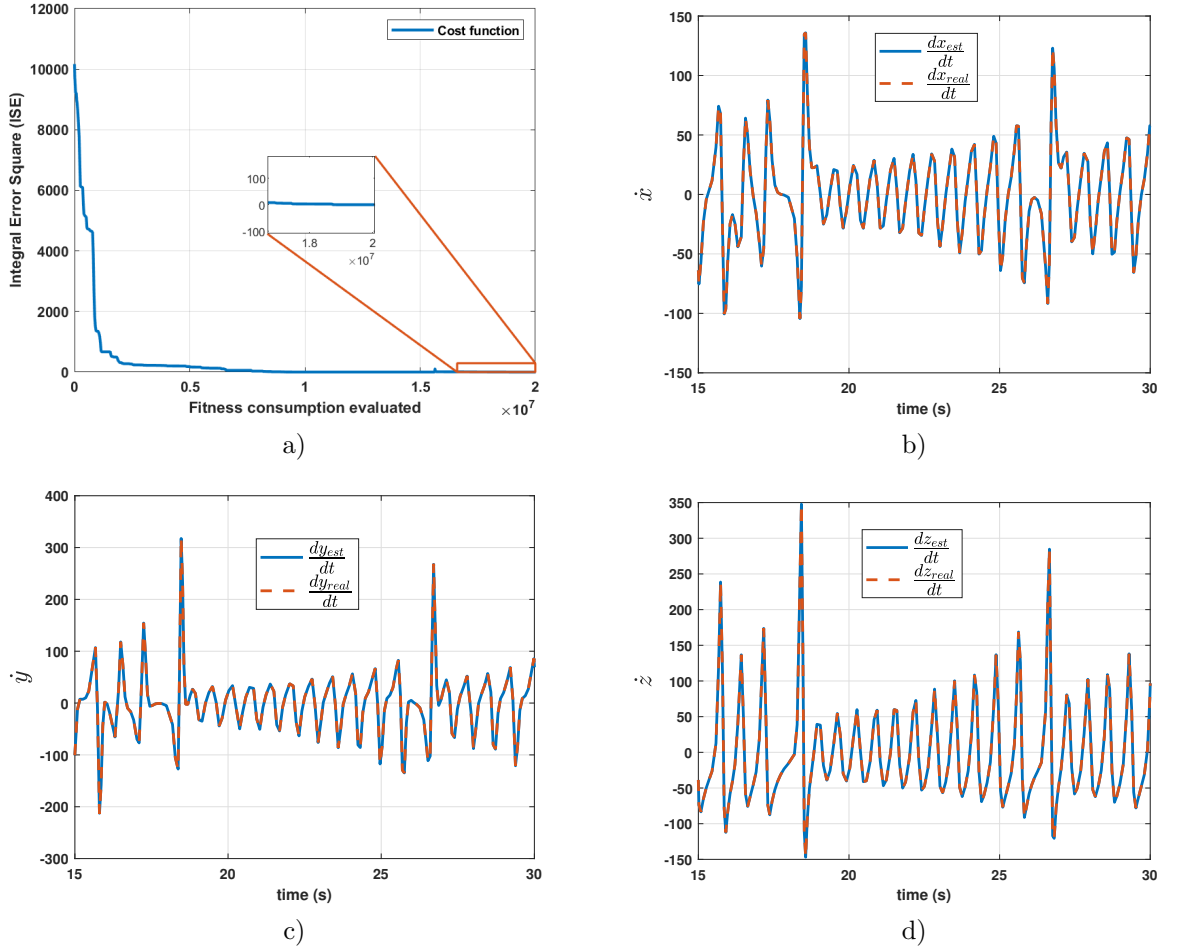 12000
10000
8000
6000
4000
2000
0
Integral Error Square (ISE)
Cost function
100
0
-100
1.8
2
×10^7
0
0.5
1
1.5
2
Fitness consumption evaluated
×10^7
a)
150
100
50
0
-50
-100
-150
ẋ
dx_est
dt
dx_real
dt
15
20
25
30
time (s)
b)
400
300
200
100
0
-100
-200
-300
ẏ
dy_est
dt
dy_real
dt
15
20
25
30
time (s)
c)
350
300
250
200
150
100
50
0
-50
-100
-150
ż
dz_est
dt
dz_real
dt
15
20
25
30
time (s)
d)